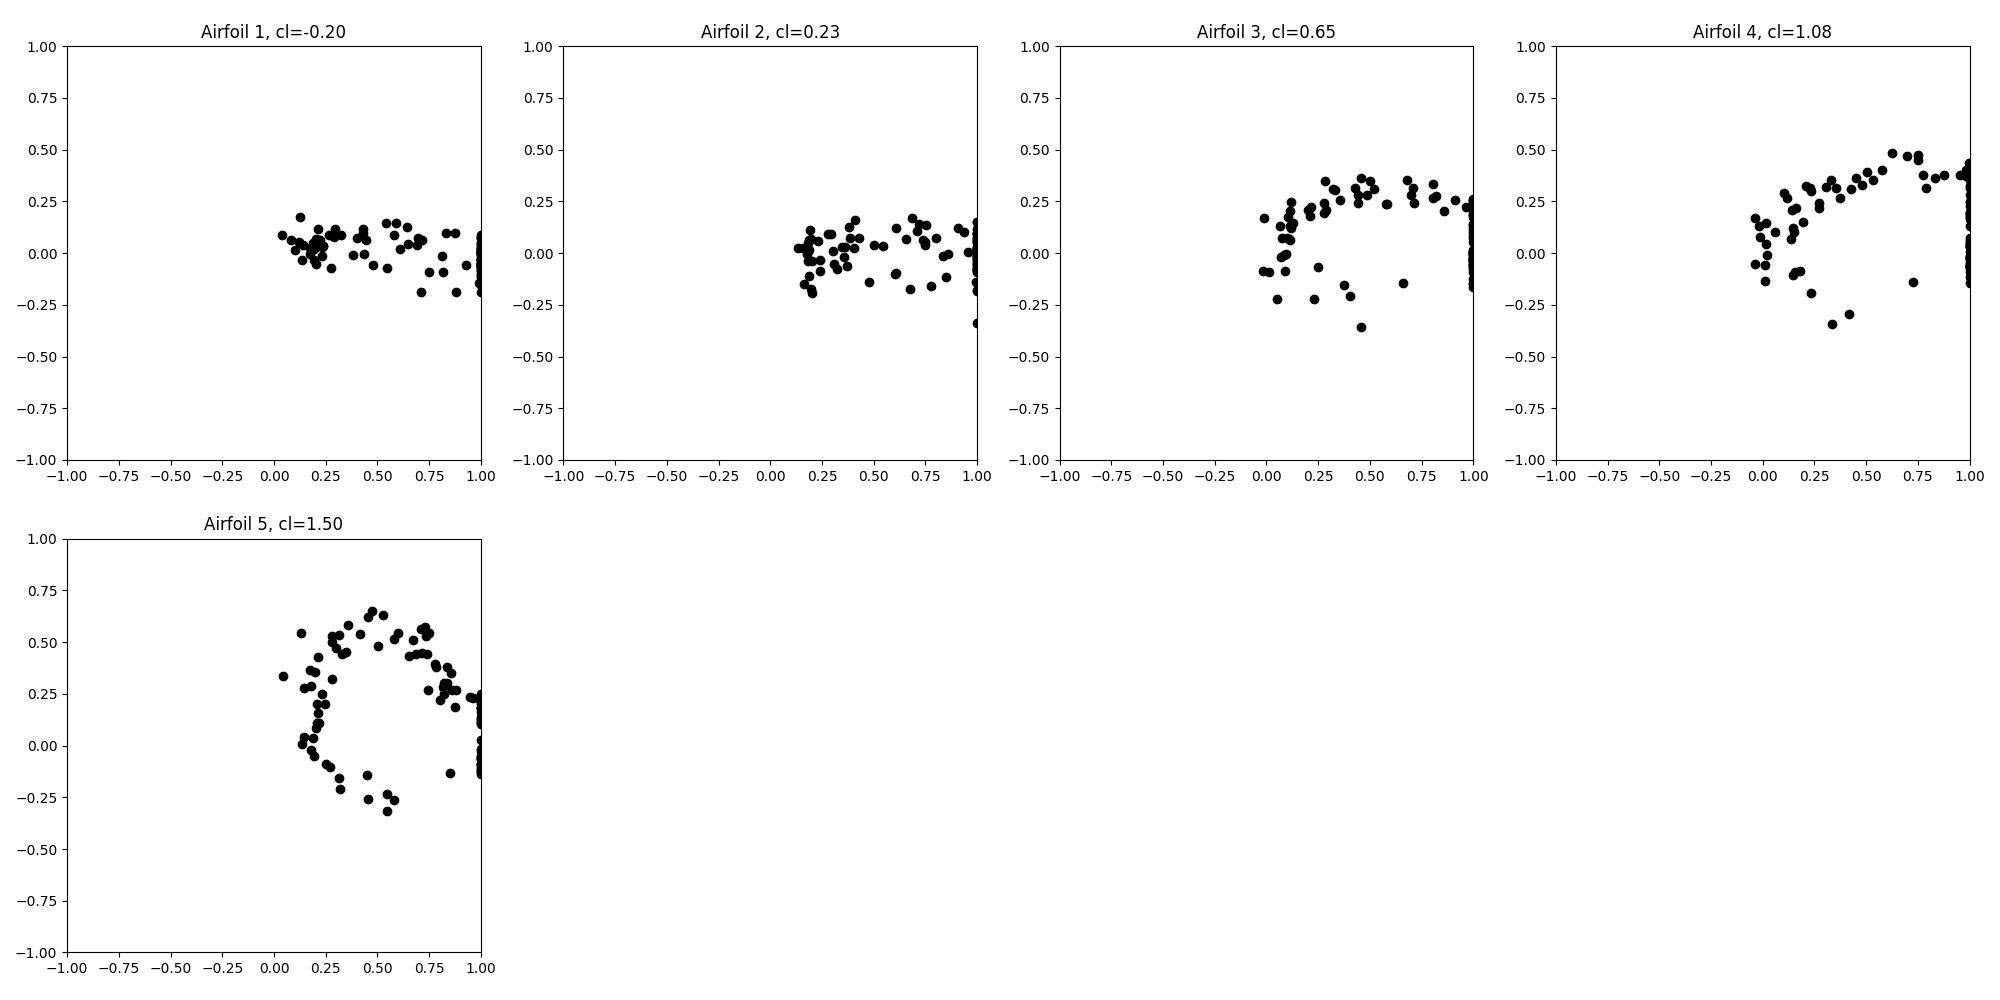 Airfoil 1, cl=-0.20
Airfoil 2, cl=0.23
Airfoil 3, cl=0.65
Airfoil 4, cl=1.08
1.00 1.00 1.00 1.00
0.75 0.75 0.75 0.75
0.50 0.50 0.50 0.50
0.25 0.25 0.25 0.25
0.00 0.00 0.00 0.00
−0.25 −0.25 −0.25 −0.25
−0.50 −0.50 −0.50 −0.50
−0.75 −0.75 −0.75 −0.75
−1.00 −1.00 −1.00 −1.00
−1.00 −0.75 −0.50 −0.25 0.00 0.25 0.50 0.75 1.00
−1.00 −0.75 −0.50 −0.25 0.00 0.25 0.50 0.75 1.00
−1.00 −0.75 −0.50 −0.25 0.00 0.25 0.50 0.75 1.00
−1.00 −0.75 −0.50 −0.25 0.00 0.25 0.50 0.75 1.00
Airfoil 5, cl=1.50
1.00
0.75
0.50
0.25
0.00
−0.25
−0.50
−0.75
−1.00
−1.00 −0.75 −0.50 −0.25 0.00 0.25 0.50 0.75 1.00